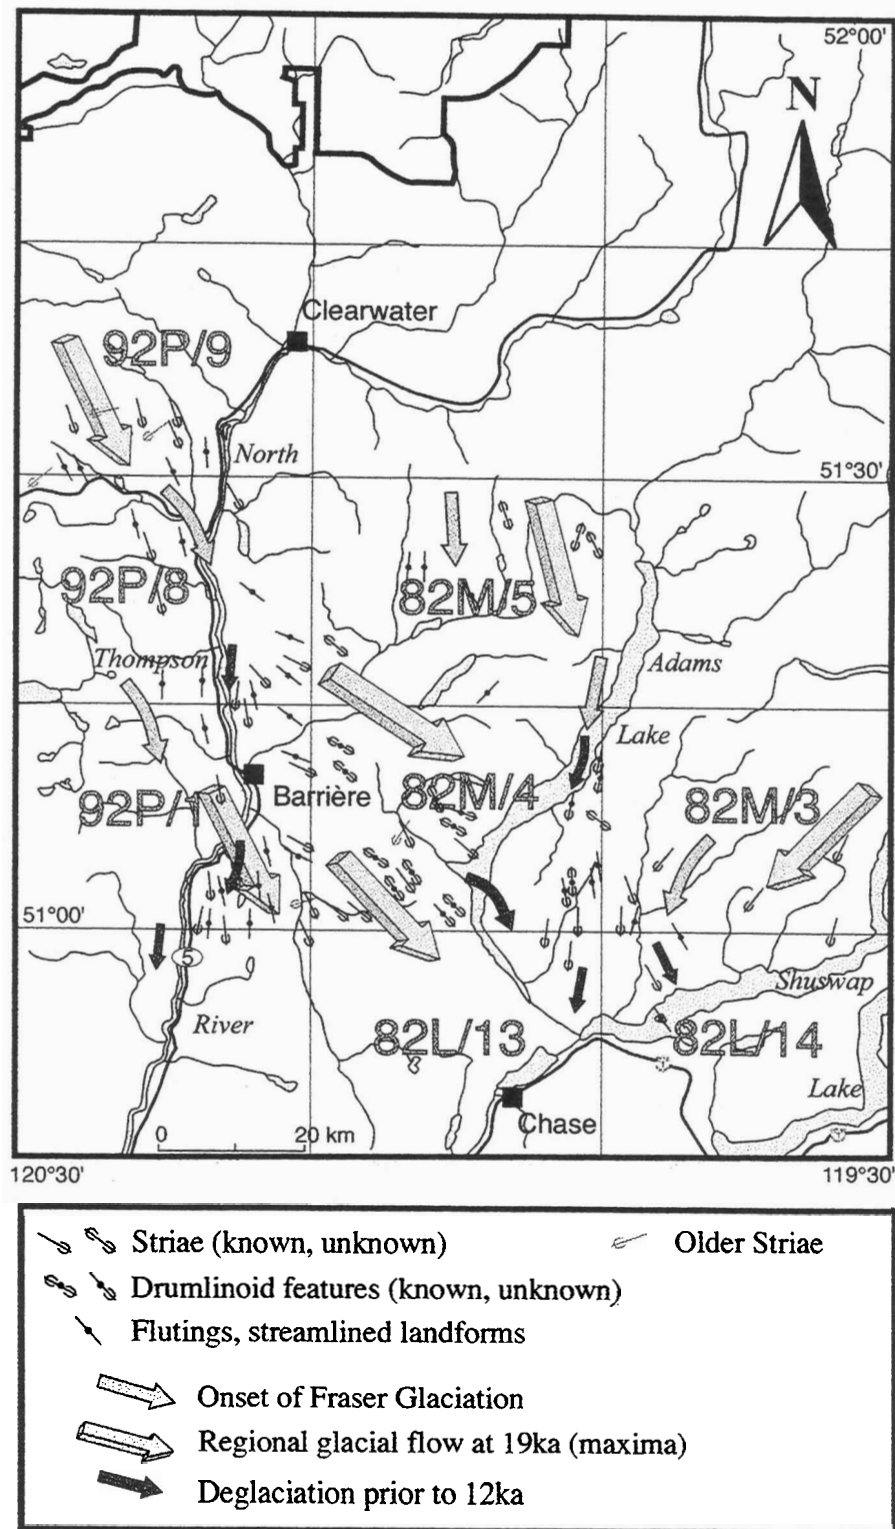 52°00'
N
Clearwater
92P/9
North
51°30'
92P/8
82M/5
Thompson
Adams
Lake
92P/1
Barrière
82M/4
82M/3
51°00'
5
Shuswap
River
82L/13
82L/14
Lake
0 20 km
Chase
120°30' 119°30'
Striae (known, unknown) Older Striae
Drumlinoid features (known, unknown)
Flutings, streamlined landforms
Onset of Fraser Glaciation
Regional glacial flow at 19ka (maxima)
Deglaciation prior to 12ka